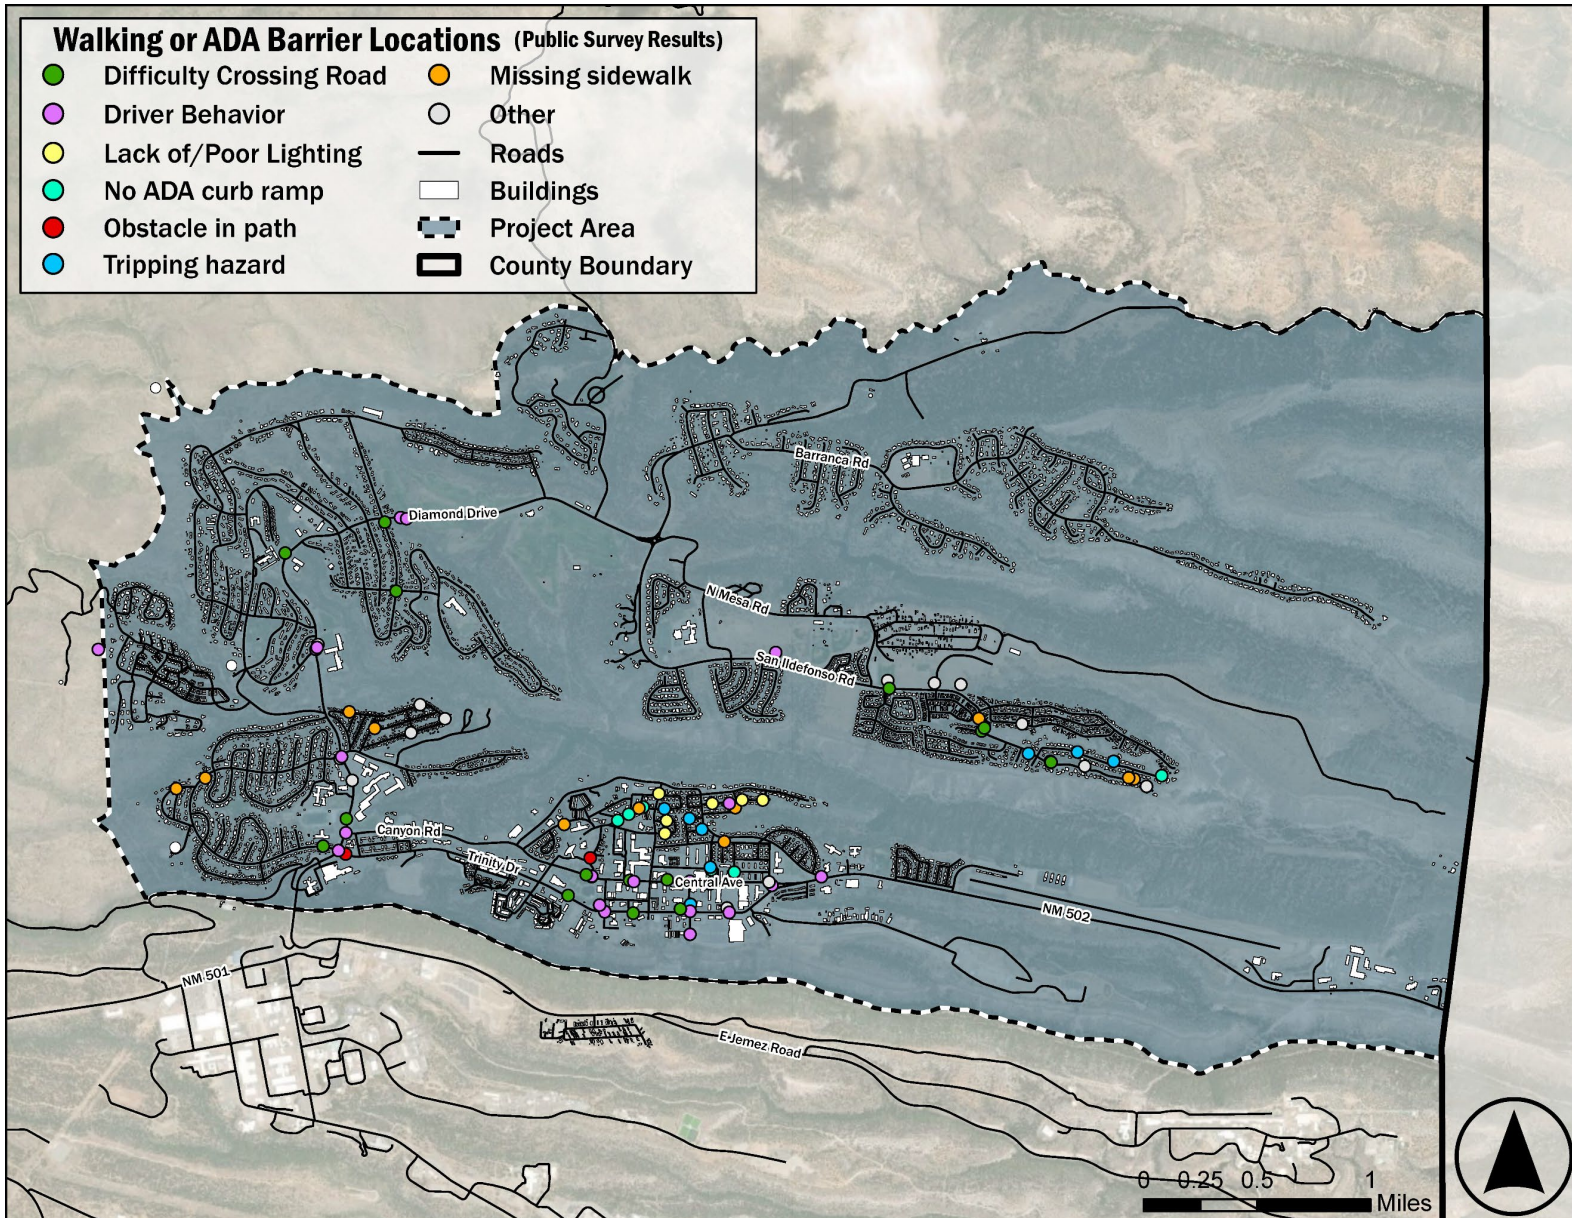 Walking or ADA Barrier Locations (Public Survey Results)
Difficulty Crossing Road
Driver Behavior
Lack of/Poor Lighting
No ADA curb ramp
Obstacle in path
Tripping hazard
Missing sidewalk
Other
Roads
Buildings
Project Area
County Boundary
Barranca Rd
Diamond Drive
N Mesa Rd
San Ildefonso Rd
Canyon Rd
Trinity Dr
Central Ave
NM 502
NM 501
E Jemez Road
0 0.25 0.5 1
Miles